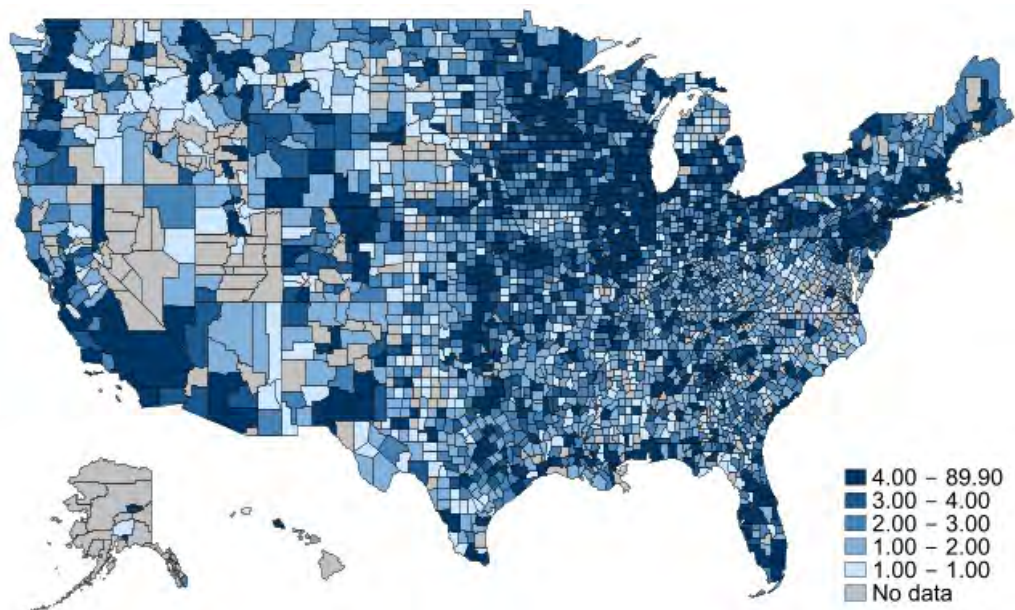 4.00 – 89.90
3.00 – 4.00
2.00 – 3.00
1.00 – 2.00
1.00 – 1.00
No data